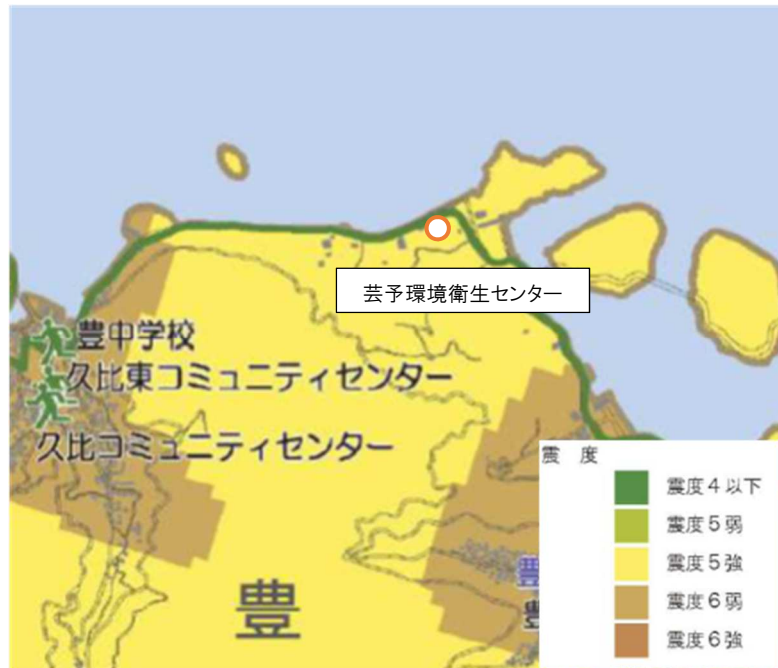 芸予環境衛生センター
豊中学校
久比東コミュニティセンター
久比コミュニティセンター
豊
豊
豊
震 度
震度4以下
震度5弱
震度5強
震度6弱
震度6強